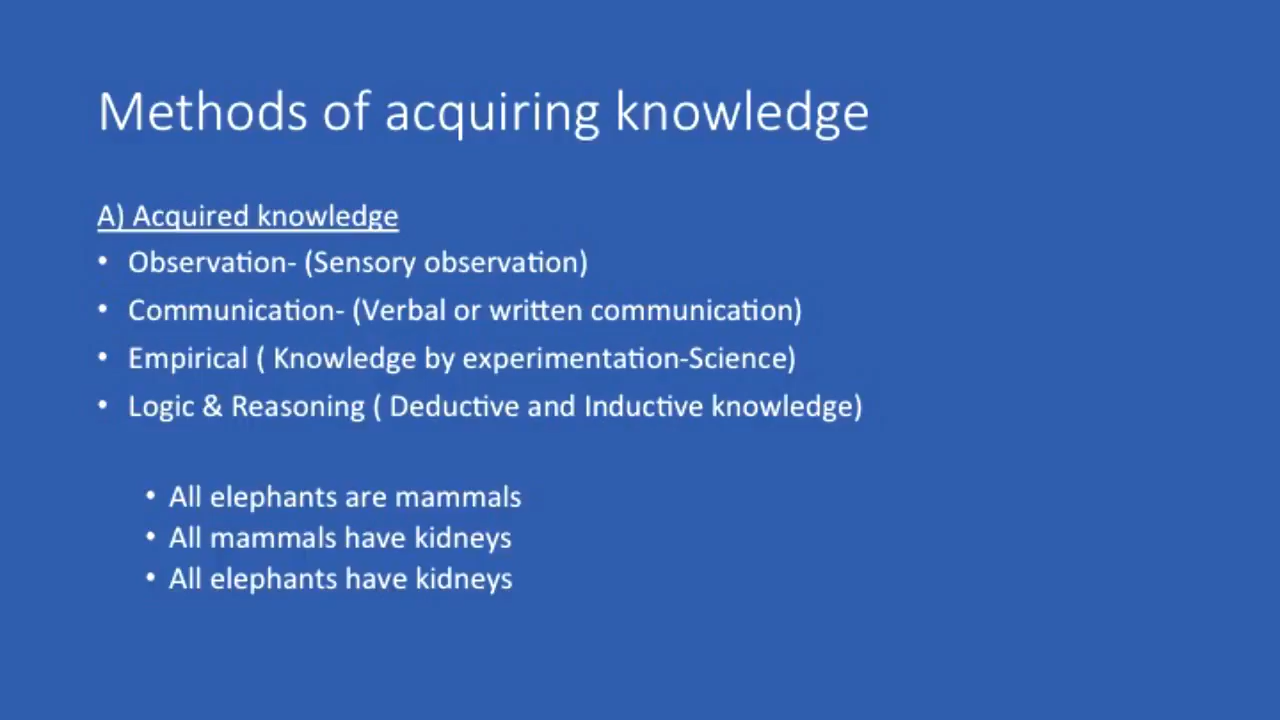 Methods of acquiring knowledge
A) Acquired knowledge
• Observation- (Sensory observation)
• Communication- (Verbal or written communication)
• Empirical ( Knowledge by experimentation-Science)
• Logic & Reasoning ( Deductive and Inductive knowledge)
• All elephants are mammals
• All mammals have kidneys
• All elephants have kidneys